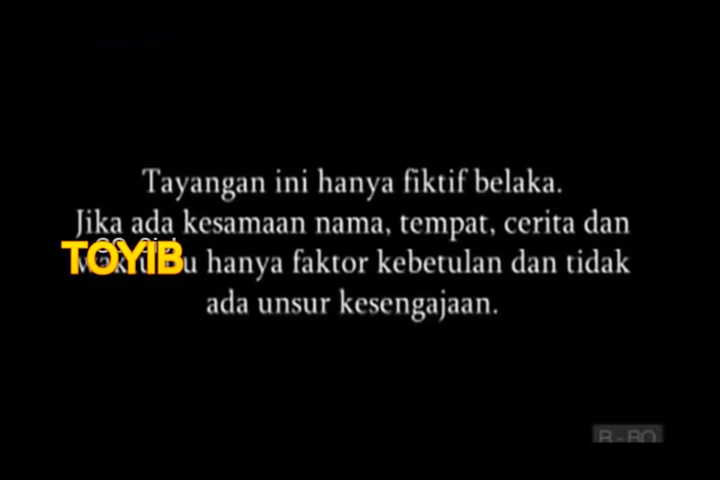 Tayangan ini hanya fiktif belaka.
Jika ada kesamaan nama, tempat, cerita dan
TOYIB
hanya faktor kebetulan dan tidak
ada unsur kesengajaan.
R-BO